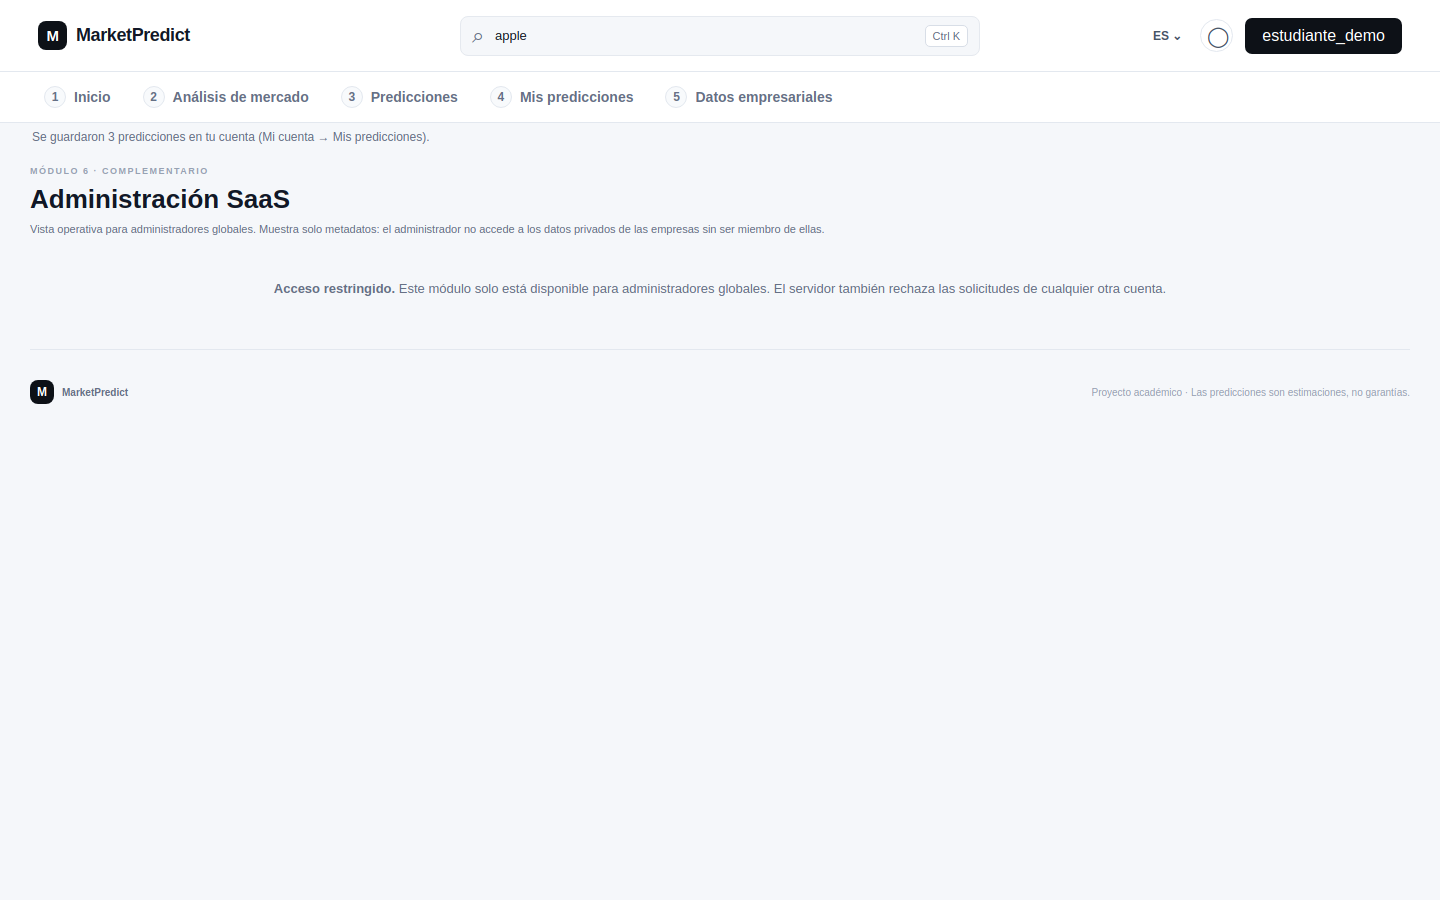 M MarketPredict
apple
Ctrl K
ES
estudiante_demo
1 Inicio
2 Análisis de mercado
3 Predicciones
4 Mis predicciones
5 Datos empresariales
Se guardaron 3 predicciones en tu cuenta (Mi cuenta → Mis predicciones).
MÓDULO 6 · COMPLEMENTARIO
Administración SaaS
Vista operativa para administradores globales. Muestra solo metadatos: el administrador no accede a los datos privados de las empresas sin ser miembro de ellas.
Acceso restringido. Este módulo solo está disponible para administradores globales. El servidor también rechaza las solicitudes de cualquier otra cuenta.
M MarketPredict
Proyecto académico · Las predicciones son estimaciones, no garantías.